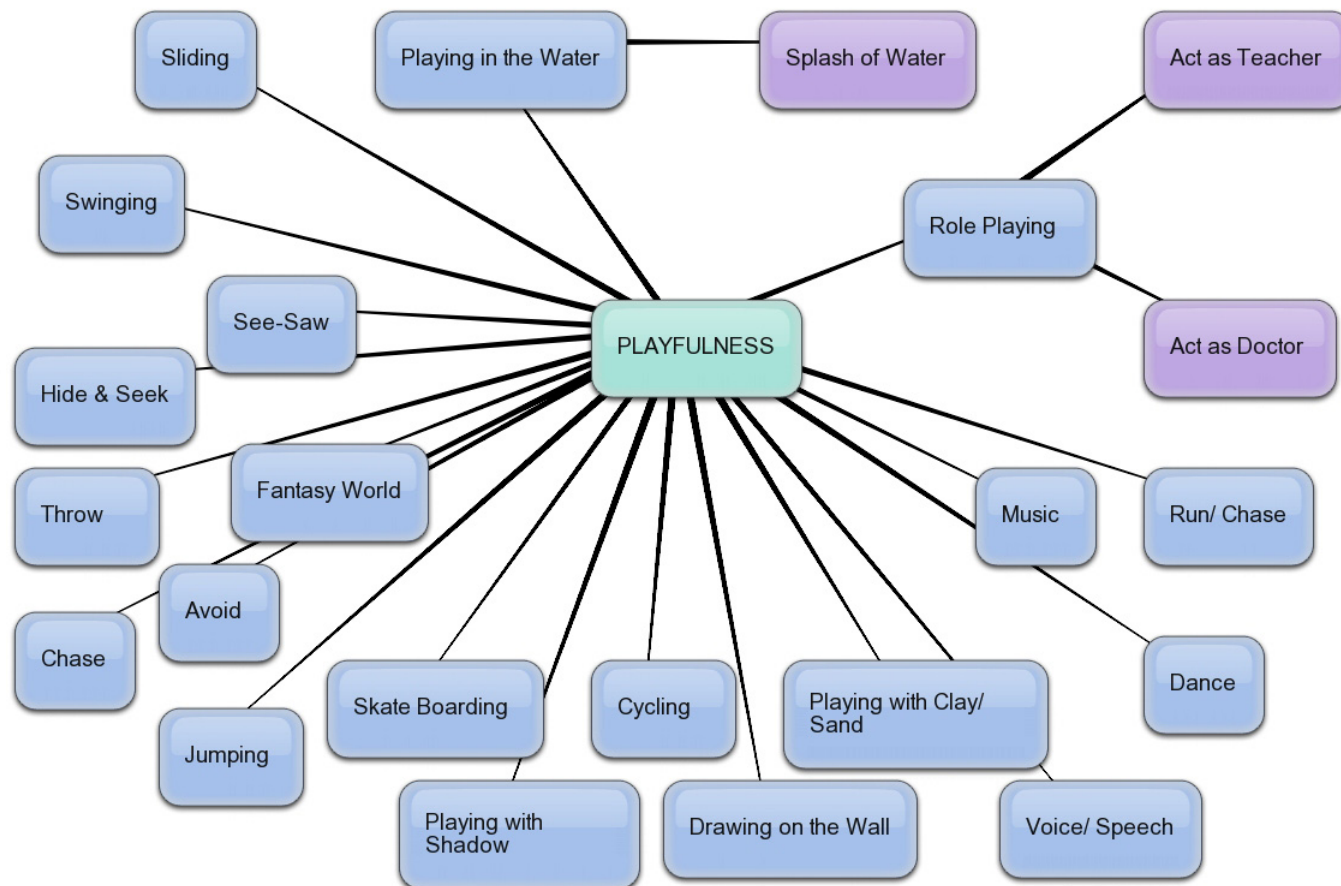 Sliding
Playing in the Water
Splash of Water
Act as Teacher
Swinging
Role Playing
See-Saw
PLAYFULNESS
Act as Doctor
Hide & Seek
Fantasy World
Throw
Music
Run/ Chase
Avoid
Chase
Dance
Skate Boarding
Cycling
Playing with Clay/
Sand
Jumping
Playing with
Shadow
Drawing on the Wall
Voice/ Speech